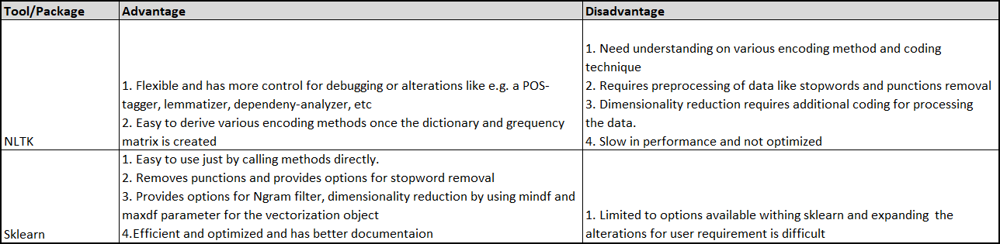 Tool/Package Advantage Disadvantage
1. Flexible and has more control for debugging or alterations like e.g. a POS-
tagger, lemmatizer, dependeny-analyzer, etc
2. Easy to derive various encoding methods once the dictionary and grequency
matrix is created
1. Need understanding on various encoding method and coding
technique
2. Requires preprocessing of data like stopwords and punctions removal
3. Dimensionality reduction requires additional coding for processing
the data.
4. Slow in performance and not optimized
NLTK
1. Easy to use just by calling methods directly.
2. Removes punctions and provides options for stopword removal
3. Provides options for Ngram filter, dimensionality reduction by using mindf and
maxdf parameter for the vectorization object
4.Efficient and optimized and has better documentaion
1. Limited to options available withing sklearn and expanding  the
alterations for user requirement is difficult
Sklearn